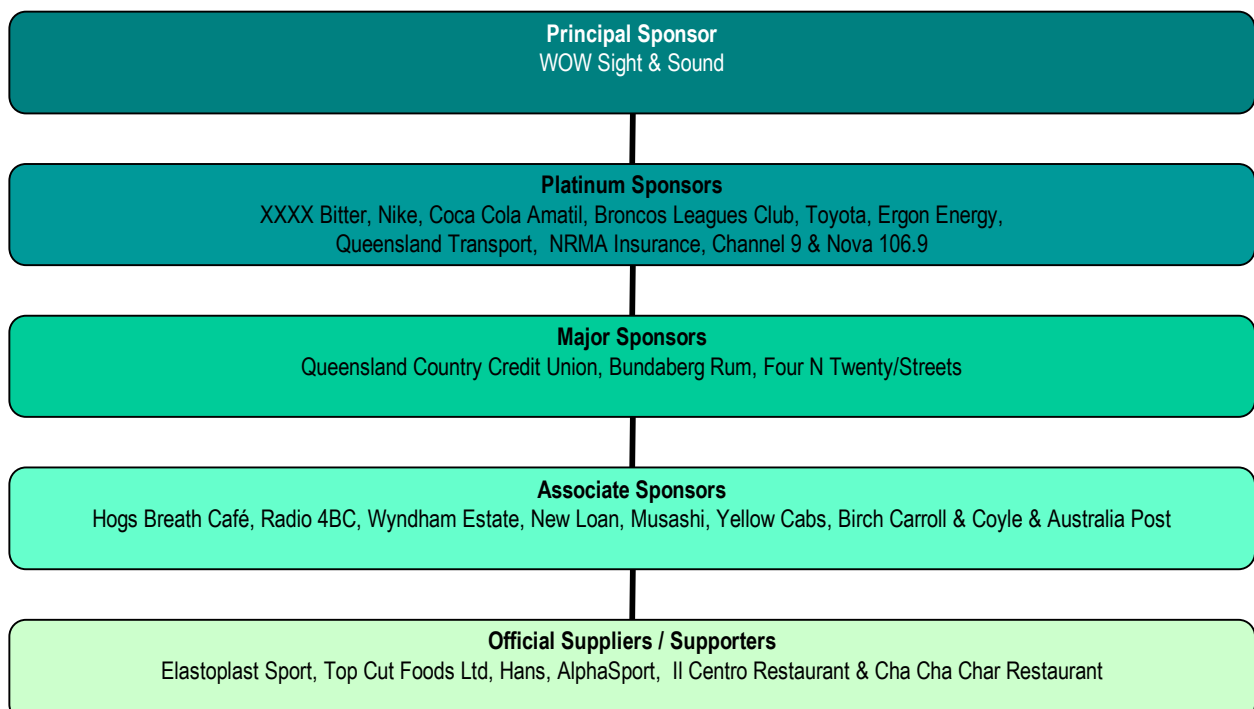 Principal Sponsor
WOW Sight & Sound
Platinum Sponsors
XXXX Bitter, Nike, Coca Cola Amatil, Broncos Leagues Club, Toyota, Ergon Energy,
Queensland Transport, NRMA Insurance, Channel 9 & Nova 106.9
Major Sponsors
Queensland Country Credit Union, Bundaberg Rum, Four N Twenty/Streets
Associate Sponsors
Hogs Breath Café, Radio 4BC, Wyndham Estate, New Loan, Musashi, Yellow Cabs, Birch Carroll & Coyle & Australia Post
Official Suppliers / Supporters
Elastoplast Sport, Top Cut Foods Ltd, Hans, AlphaSport, Il Centro Restaurant & Cha Cha Char Restaurant